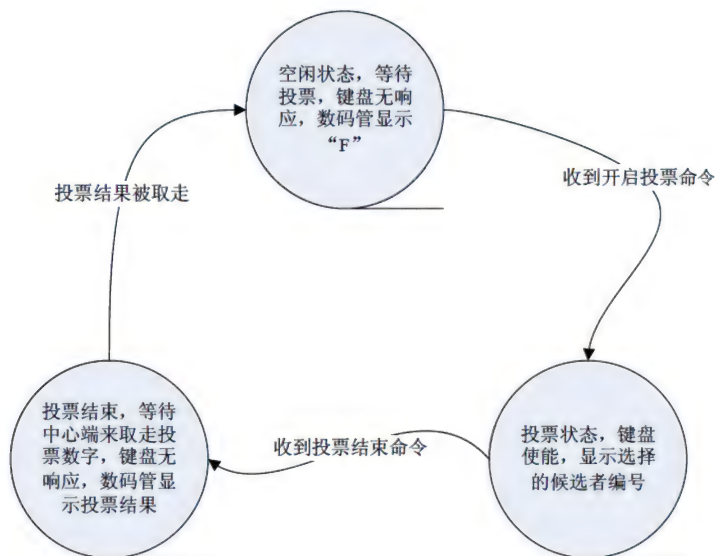 空闲状态，等待
投票，键盘无响
应，数码管显示
“F”
投票结果被取走
收到开启投票命令
投票结束，等待
中心端来取走投
票数字，键盘无
响应，数码管显
示投票结果
收到投票结束命令
投票状态，键盘
使能，显示选择
的候选者编号